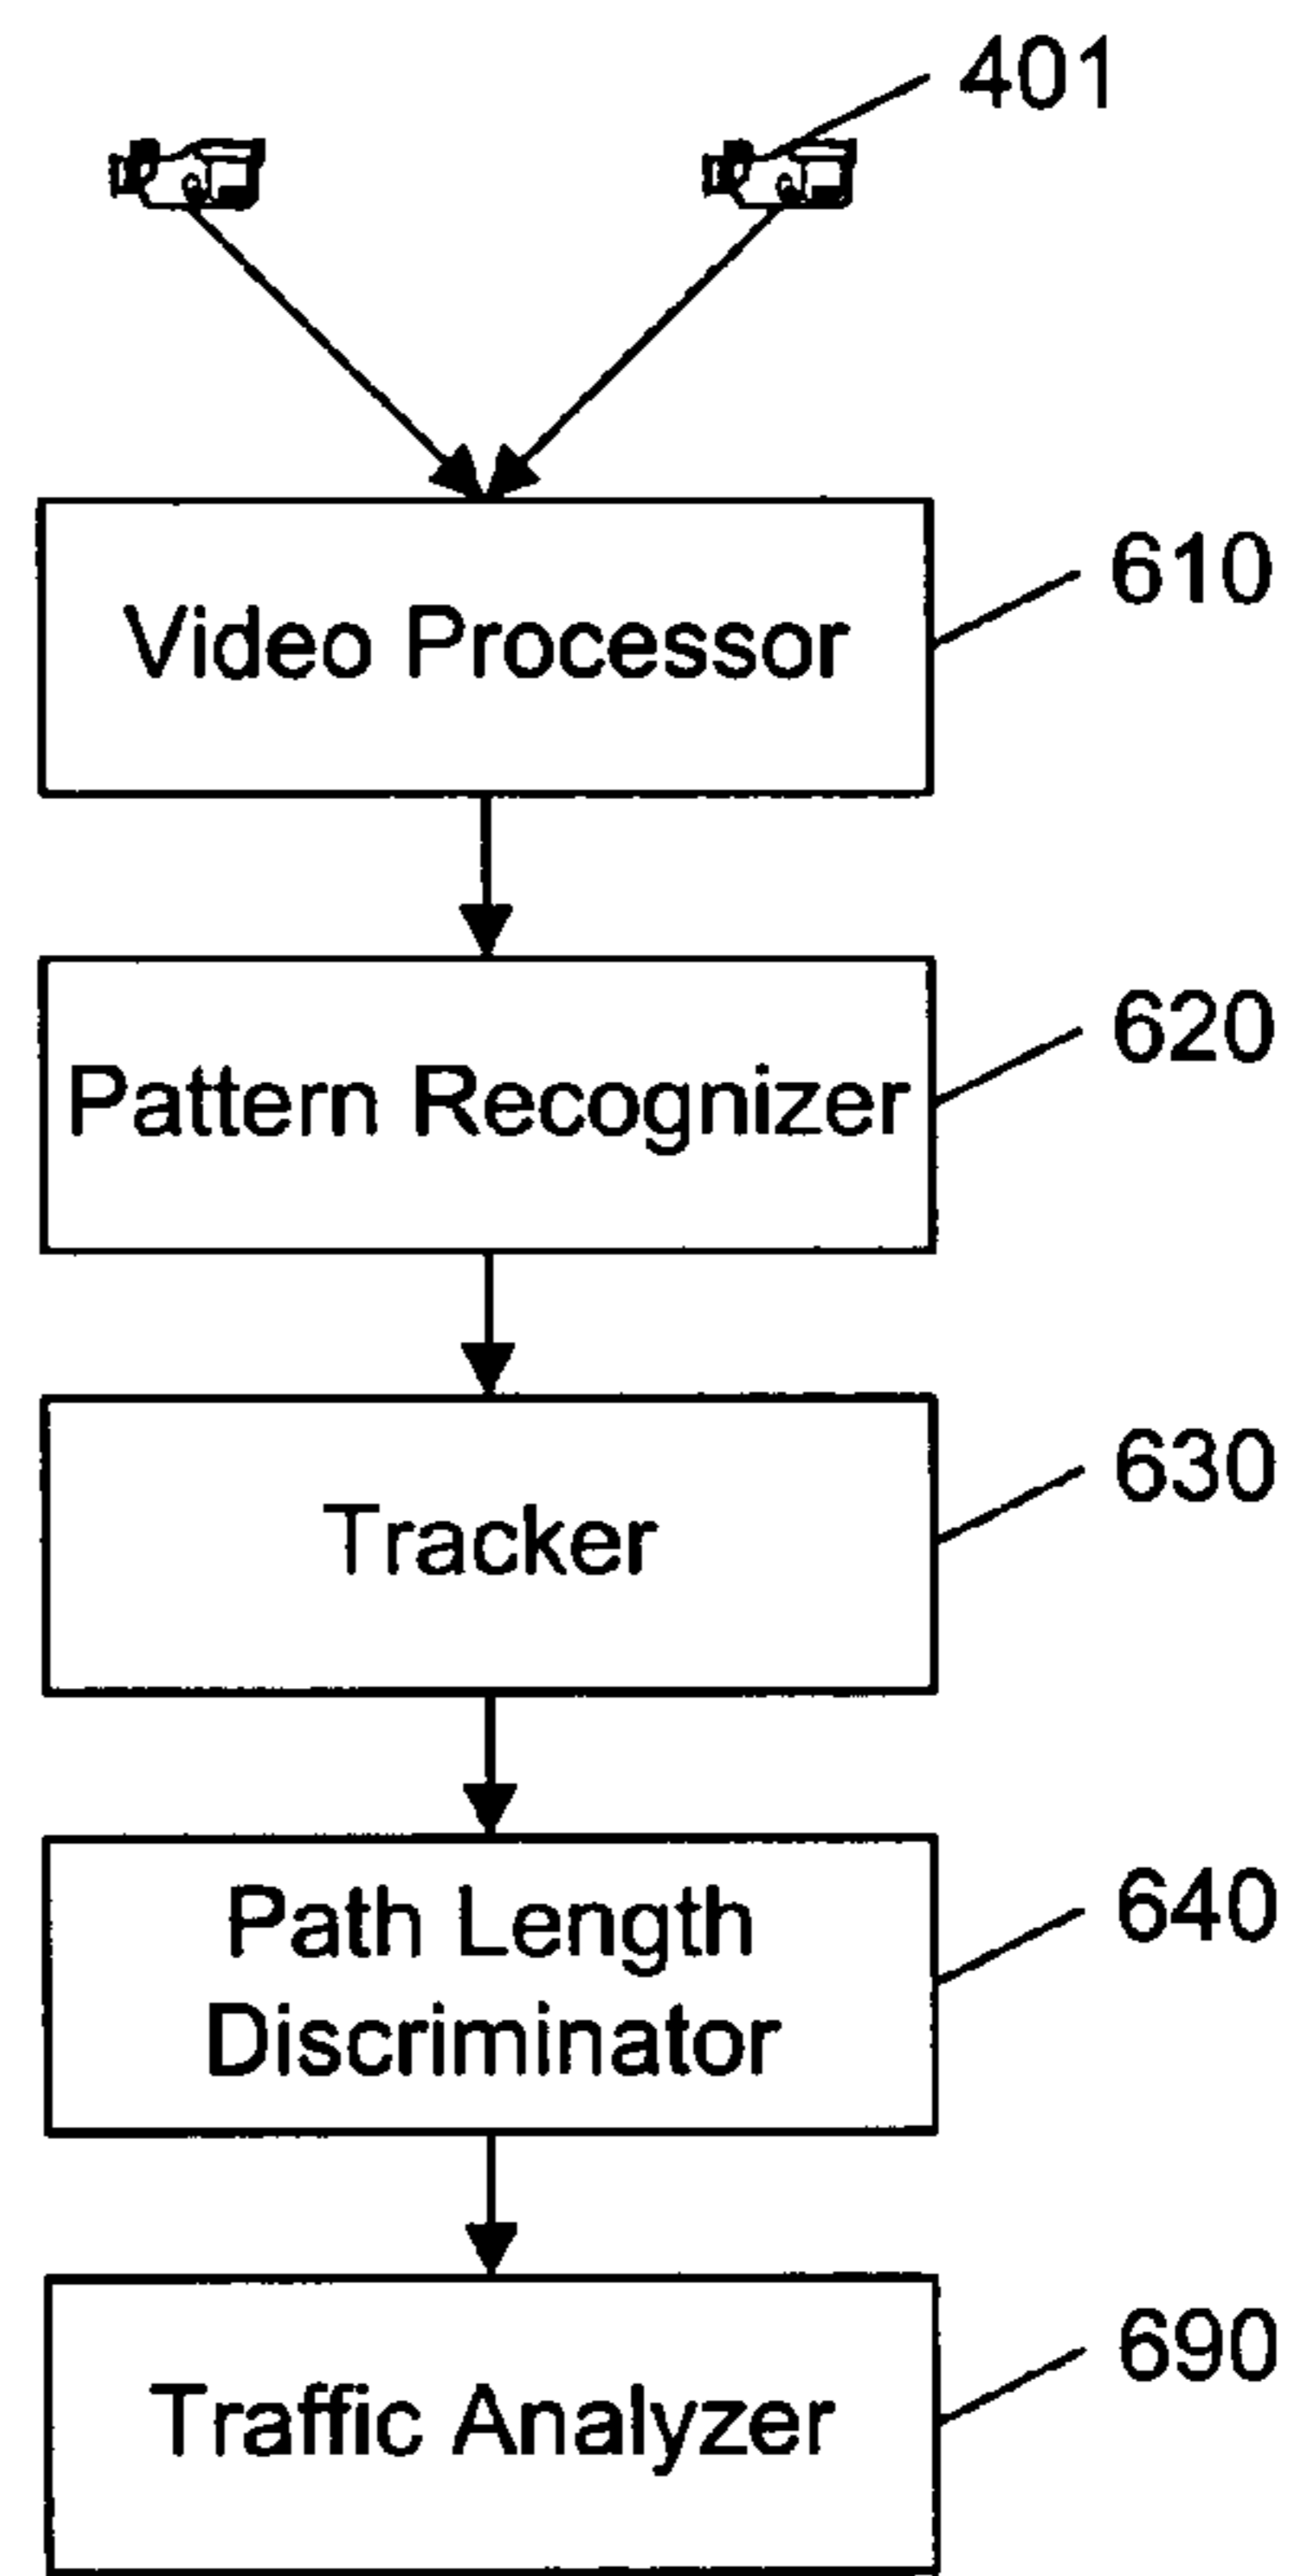 401
Video Processor
610
Pattern Recognizer
620
Tracker
630
Path Length
Discriminator
640
Traffic Analyzer
690